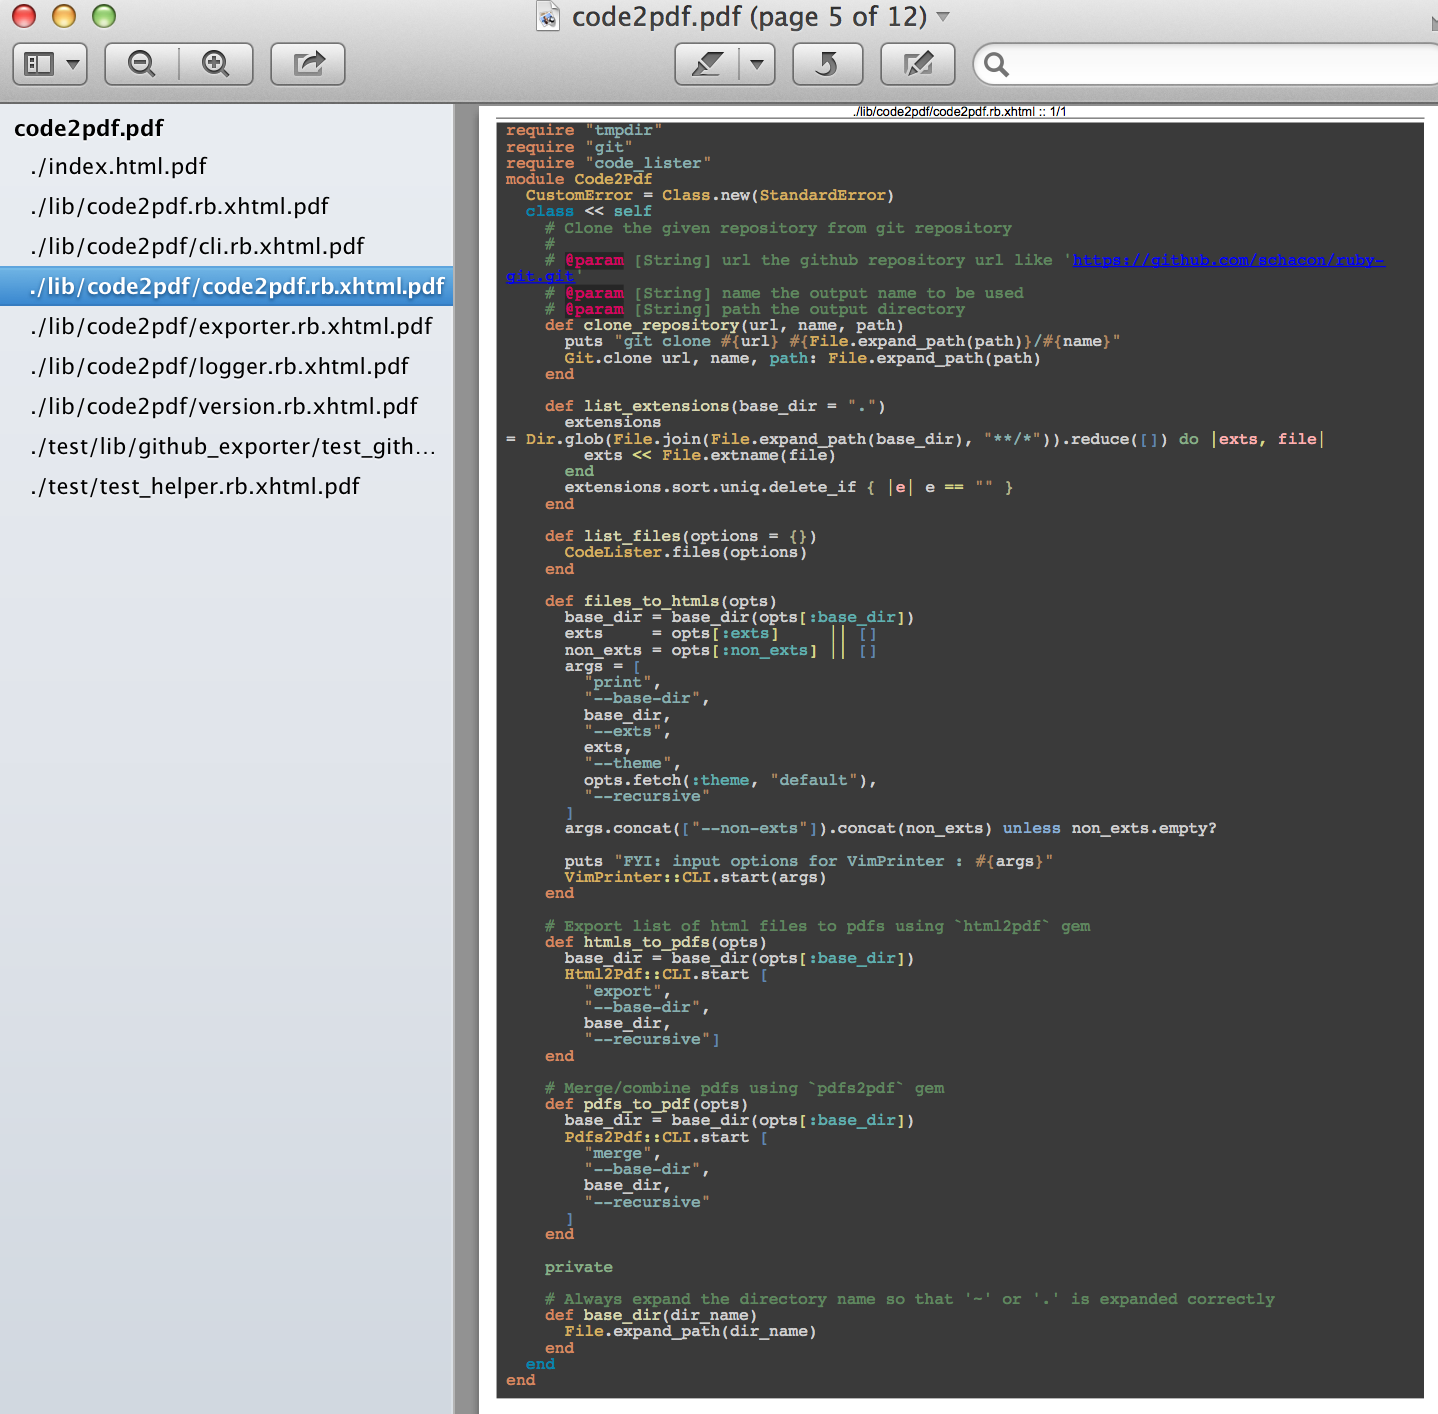 code2pdf.pdf (page 5 of 12)
code2pdf.pdf
./index.html.pdf
./lib/code2pdf.rb.xhtml.pdf
./lib/code2pdf/cli.rb.xhtml.pdf
./lib/code2pdf/code2pdf.rb.xhtml.pdf
./lib/code2pdf/exporter.rb.xhtml.pdf
./lib/code2pdf/logger.rb.xhtml.pdf
./lib/code2pdf/version.rb.xhtml.pdf
./test/lib/github_exporter/test_gith...
./test/test_helper.rb.xhtml.pdf
./lib/code2pdf/code2pdf.rb.xhtml :: 1/1
require "tmpdir"
require "git"
require "code_lister"
module Code2Pdf
  CustomError = Class.new(StandardError)
  class << self
    # Clone the given repository from git repository
    #
    # @param [String] url the github repository url like 'https://github.com/schacon/ruby-
git.git'
    # @param [String] name the output name to be used
    # @param [String] path the output directory
    def clone_repository(url, name, path)
      puts "git clone #{url} #{File.expand_path(path)}/#{name}"
      Git.clone url, name, path: File.expand_path(path)
    end
    def list_extensions(base_dir = ".")
      extensions
= Dir.glob(File.join(File.expand_path(base_dir), "**/*")).reduce([]) do |exts, file|
        exts << File.extname(file)
      end
      extensions.sort.uniq.delete_if { |e| e == "" }
    end
    def list_files(options = {})
      CodeLister.files(options)
    end
    def files_to_htmls(opts)
      base_dir = base_dir(opts[:base_dir])
      exts     = opts[:exts]     || []
      non_exts = opts[:non_exts] || []
      args = [
        "print",
        "--base-dir",
        base_dir,
        "--exts",
        exts,
        "--theme",
        opts.fetch(:theme, "default"),
        "--recursive"
      ]
      args.concat(["--non-exts"]).concat(non_exts) unless non_exts.empty?
      puts "FYI: input options for VimPrinter : #{args}"
      VimPrinter::CLI.start(args)
    end
    # Export list of html files to pdfs using `html2pdf` gem
    def htmls_to_pdfs(opts)
      base_dir = base_dir(opts[:base_dir])
      Html2Pdf::CLI.start [
        "export",
        "--base-dir",
        base_dir,
        "--recursive"]
    end
    # Merge/combine pdfs using `pdfs2pdf` gem
    def pdfs_to_pdf(opts)
      base_dir = base_dir(opts[:base_dir])
      Pdfs2Pdf::CLI.start [
        "merge",
        "--base-dir",
        base_dir,
        "--recursive"
      ]
    end
    private
    # Always expand the directory name so that '~' or '.' is expanded correctly
    def base_dir(dir_name)
      File.expand_path(dir_name)
    end
  end
end